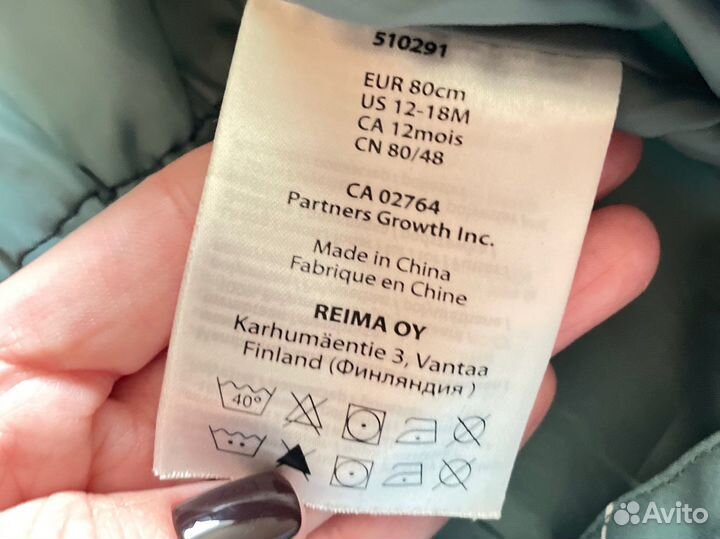 510291
EUR 80cm
US 12-18M
CA 12mois
CN 80/48
CA 02764
Partners Growth Inc.
Made in China
Fabrique en Chine
REIMA OY
Karhumäentie 3, Vantaa
Finland (Финляндия)
40°
Avito